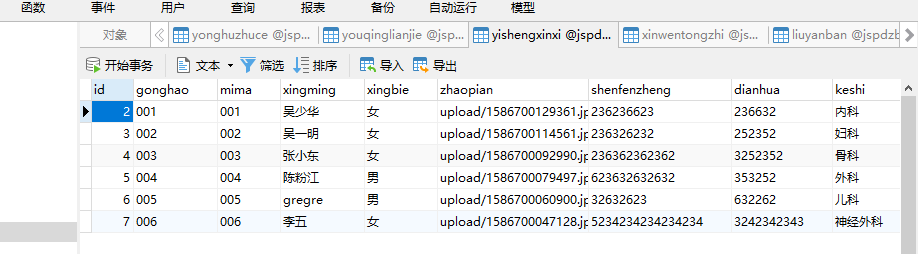 函数 事件 用户 查询 报表 备份 自动运行 模型
对象 yonghuzhuce @jsp... youqinglianjie @jsp... yishengxinxi @jspd... xinwentongzhi @js... liuyanban @jspdzb
开始事务 文本 筛选 排序 导入 导出
id gonghao mima xingming xingbie zhaopian shenfenzheng dianhua keshi
2 001 001 吴少华 女 upload/1586700129361.jp 236236623 236632 内科
3 002 002 吴一明 女 upload/1586700114561.jp 236326232 252352 妇科
4 003 003 张小东 女 upload/1586700092990.jp 236362362362 3252352 骨科
5 004 004 陈粉江 男 upload/1586700079497.jp 623632632632 353252 外科
6 005 005 gregre 男 upload/1586700060900.jp 32632623 632262 儿科
7 006 006 李五 女 upload/1586700047128.jp 5234234234234234 3242342343 神经外科